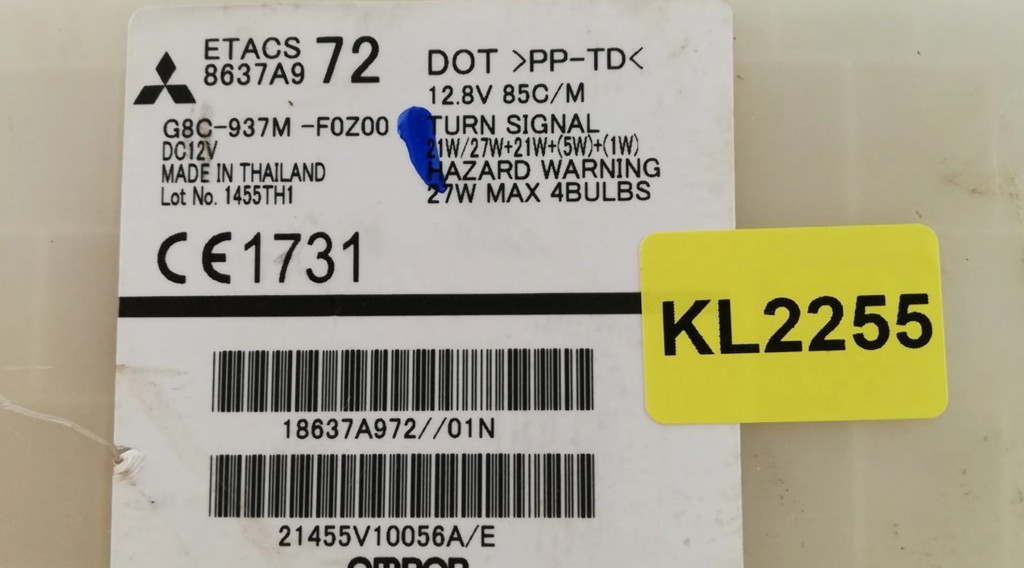 ETACS
8637A9 72
G8C-937M -F0Z00
DC12V
MADE IN THAILAND
Lot No. 1455TH1
CE1731
DOT >PP-TD<
12.8V 85C/M
TURN SIGNAL
21W/27W+21W+(5W)+(1W)
HAZARD WARNING
27W MAX 4BULBS
KL2255
18637A972//01N
21455V10056A/E
OMRON